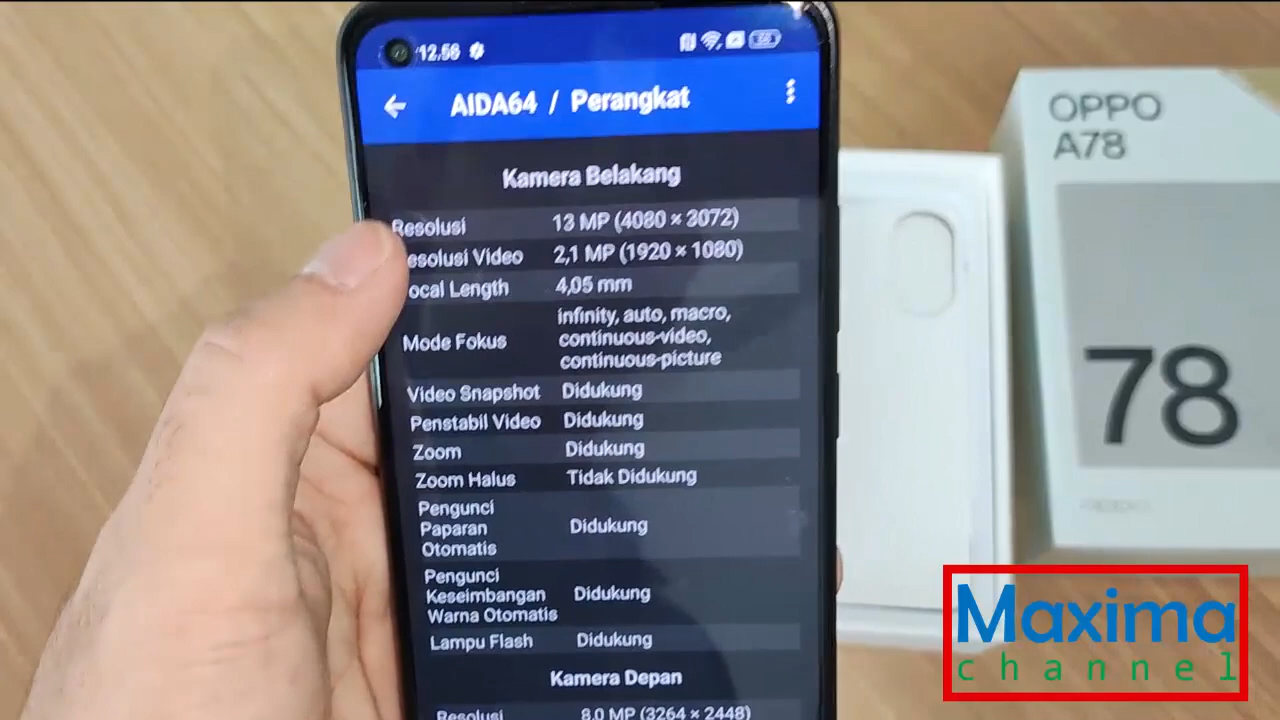 12.56
AIDA64 / Perangkat
Kamera Belakang
Resolusi 13 MP (4080 × 3072)
esolusi Video 2,1 MP (1920 × 1080)
ocal Length 4,05 mm
Mode Fokus infinity, auto, macro,
continuous-video,
continuous-picture
Video Snapshot Didukung
Penstabil Video Didukung
Zoom Didukung
Zoom Halus Tidak Didukung
Pengunci
Paparan Didukung
Otomatis
Pengunci
Keseimbangan Didukung
Warna Otomatis
Lampu Flash Didukung
Kamera Depan
Resolusi 8,0 MP (3264 × 2448)
OPPO
A78
78
Maxima
channel